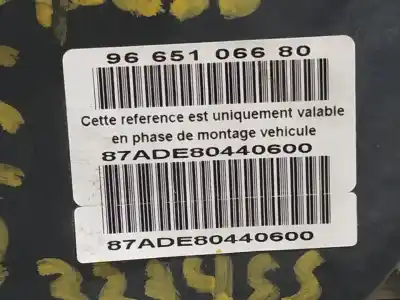 96 651 066 80
Cette reference est uniquement valable
en phase de montage vehicule
87ADE80440600
87ADE80440600